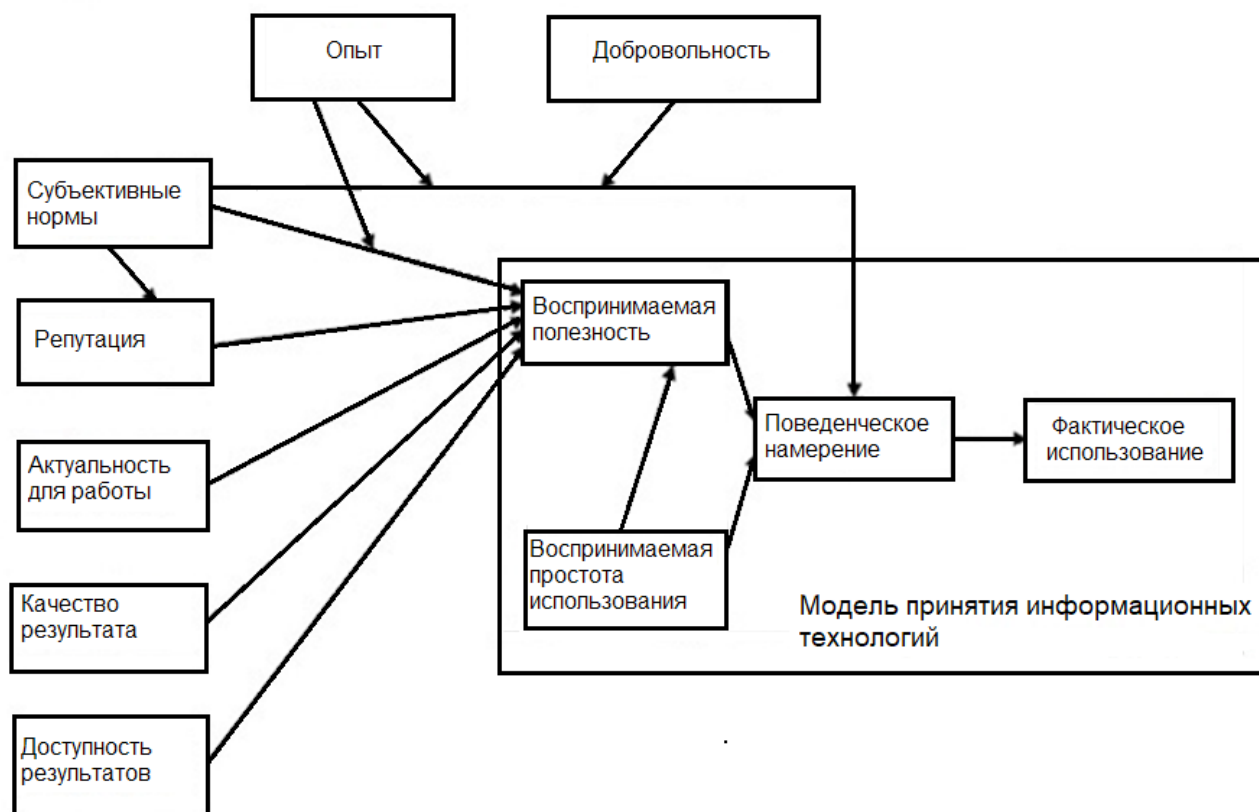 Опыт
Добровольность
Субъективные
нормы
Репутация
Воспринимаемая
полезность
Поведенческое
намерение
Фактическое
использование
Актуальность
для работы
Воспринимаемая
простота
использования
Качество
результата
Модель принятия информационных
технологий
Доступность
результатов